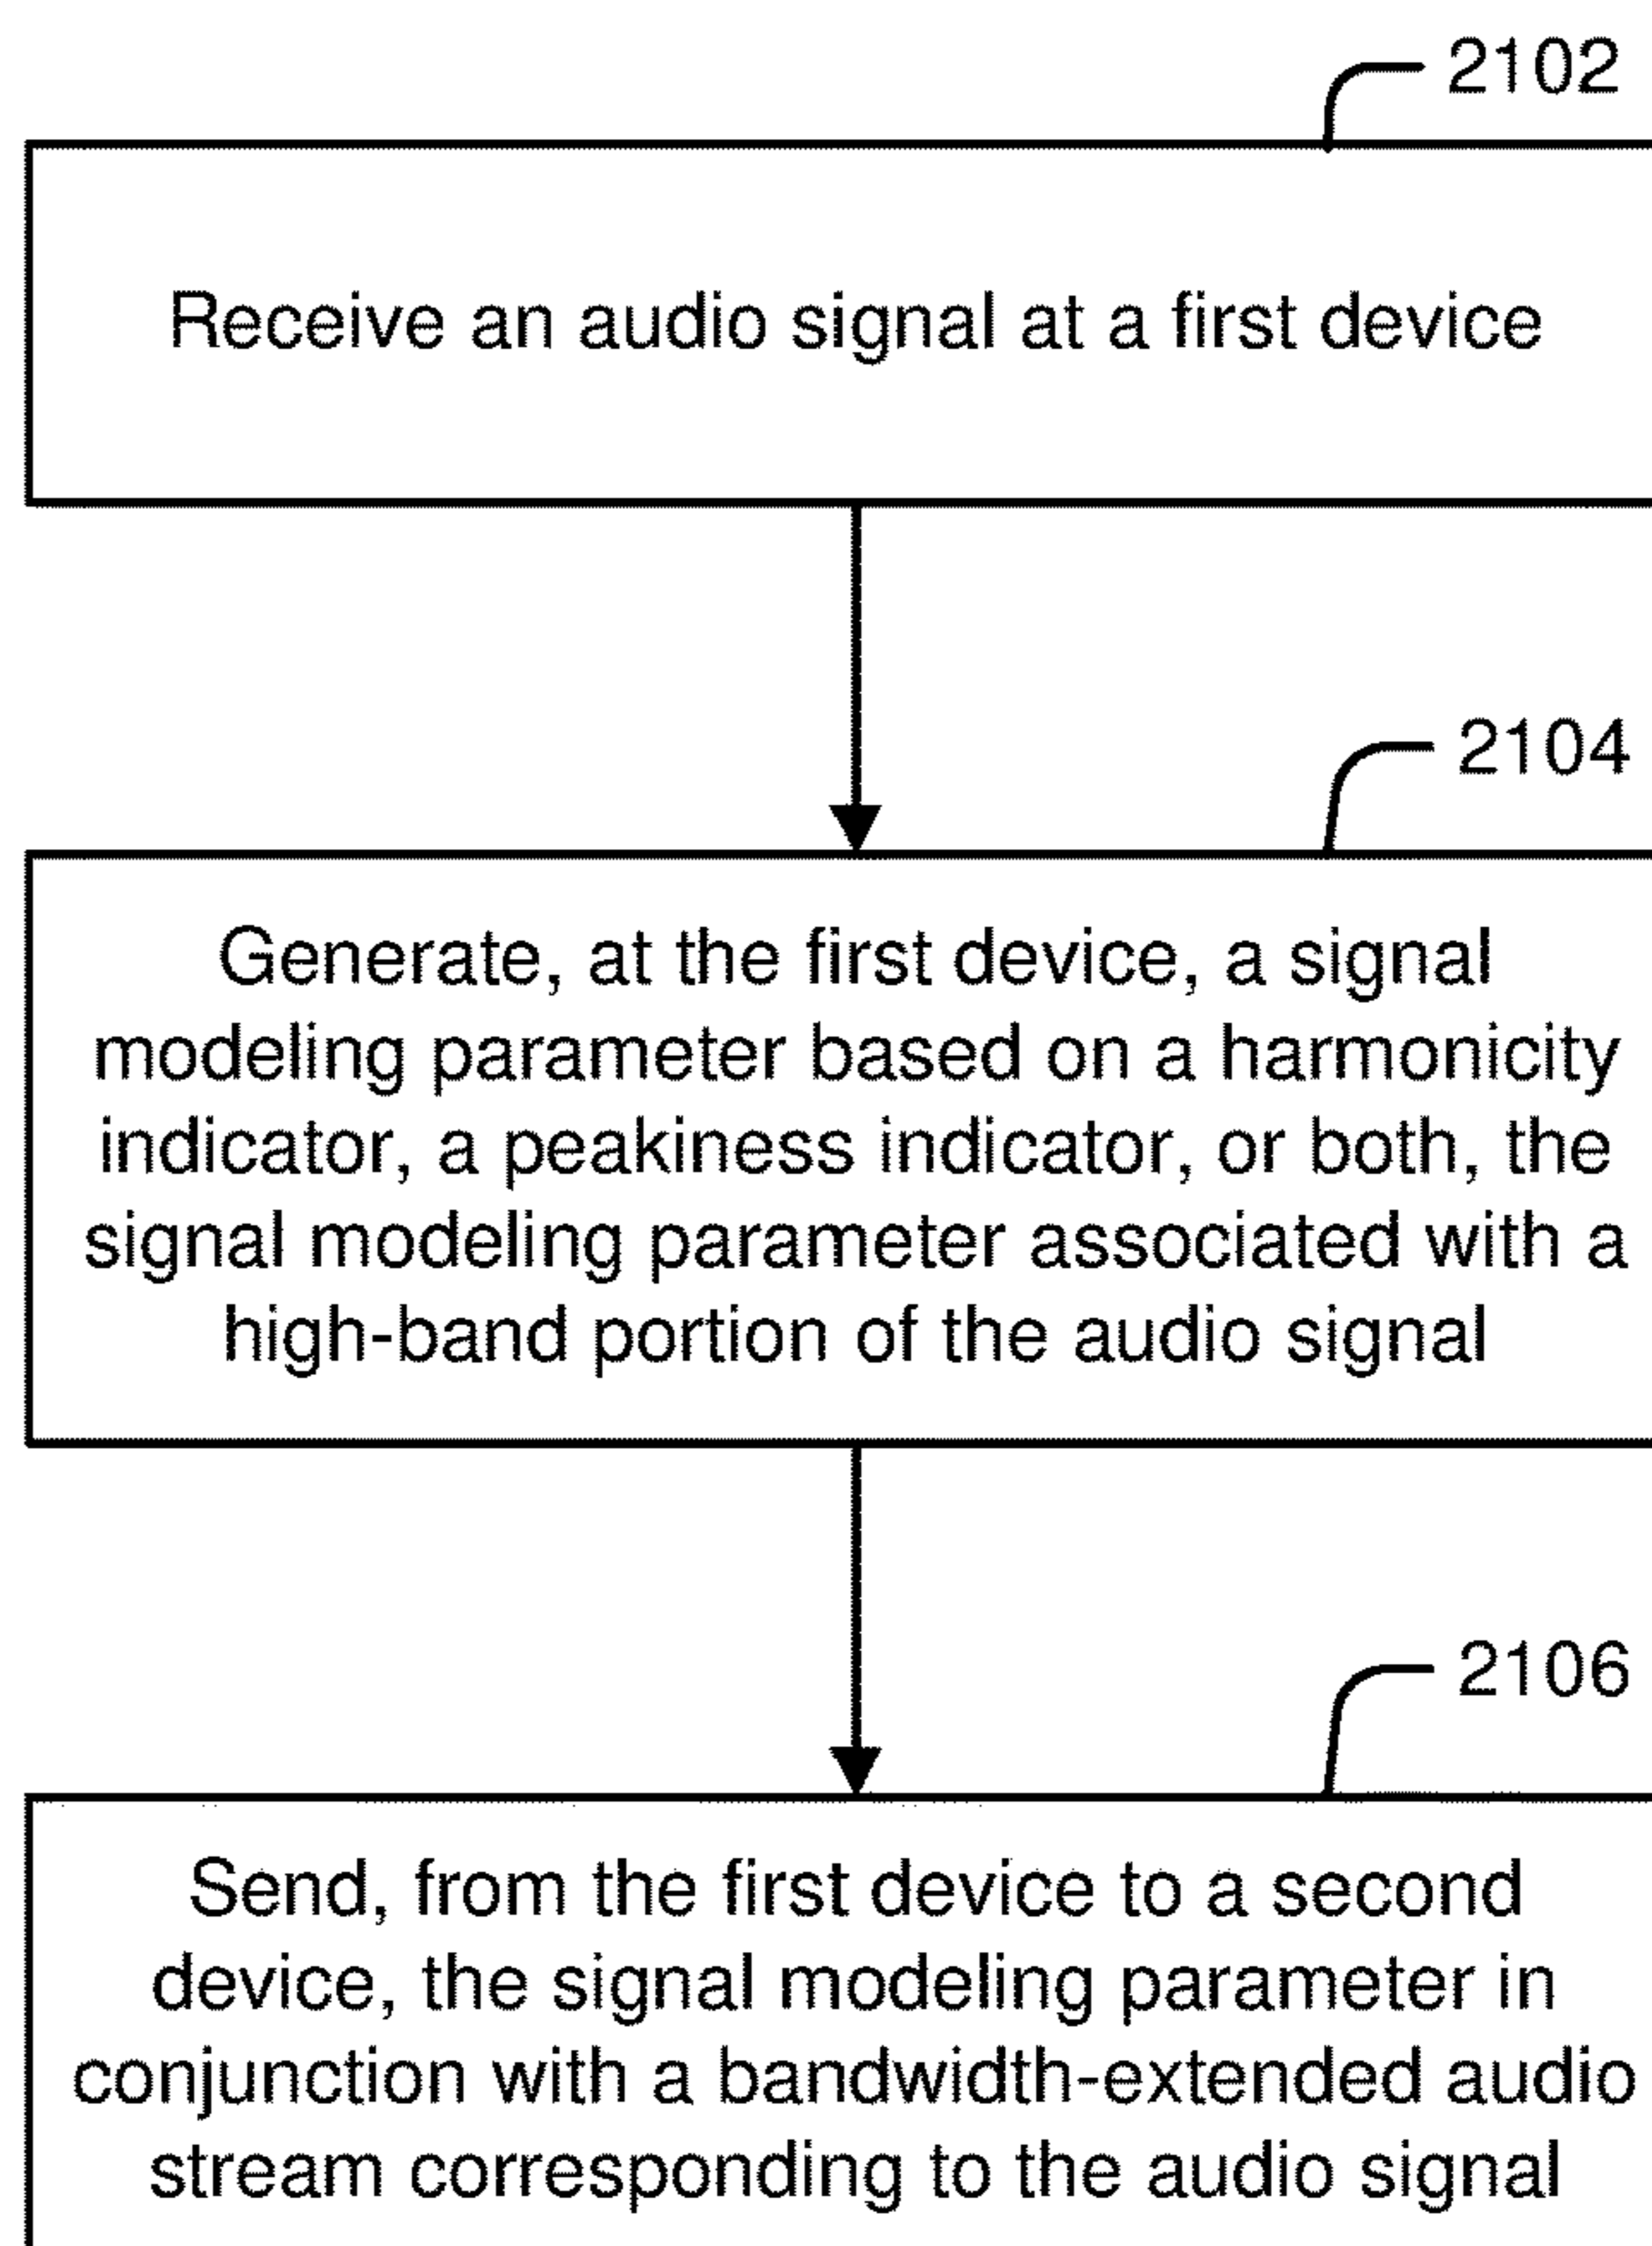 2102
Receive an audio signal at a first device
2104
Generate, at the first device, a signal
modeling parameter based on a harmonicity
indicator, a peakiness indicator, or both, the
signal modeling parameter associated with a
high-band portion of the audio signal
2106
Send, from the first device to a second
device, the signal modeling parameter in
conjunction with a bandwidth-extended audio
stream corresponding to the audio signal